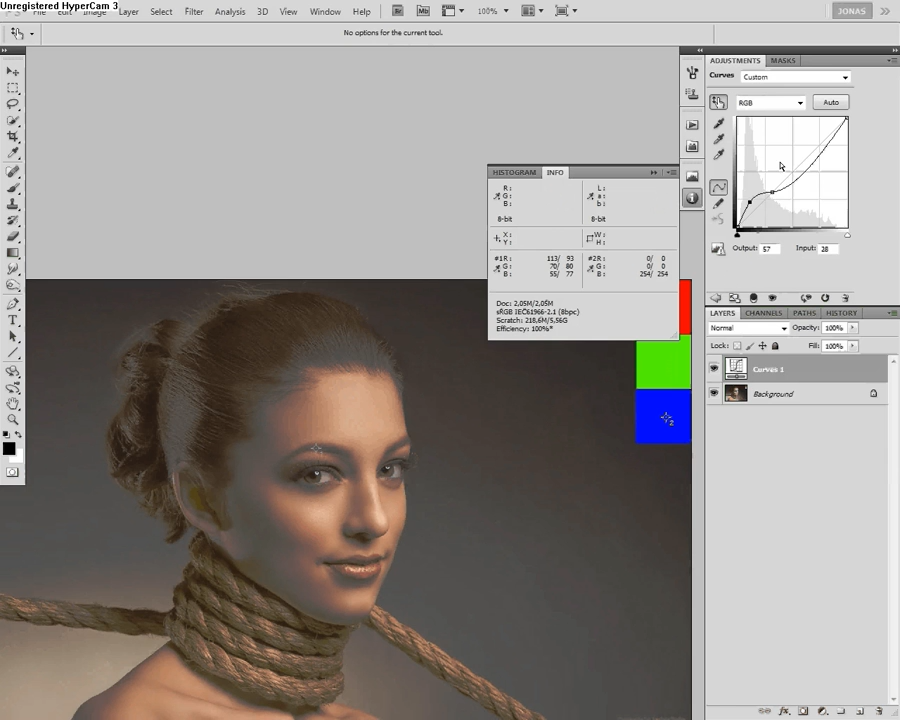 Unregistered HyperCam 3
Layer Select Filter Analysis 3D View Window Help Br Mb 100% JONAS
No options for the current tool.
ADJUSTMENTS MASKS
Curves Custom
RGB Auto
Output: 57 Input: 28
HISTOGRAM INFO
R: L:
G: a:
B: b:
8-bit 8-bit
X: W:
Y: H:
#1R: 113/ 93 #2R: 0/ 0
G: 70/ 80 G: 0/ 0
B: 55/ 77 B: 254/ 254
Doc: 2,05M/2,05M
sRGB IEC61966-2.1 (8bpc)
Scratch: 218,6M/5,56G
Efficiency: 100%*
2
LAYERS CHANNELS PATHS HISTORY
Normal Opacity: 100%
Lock: Fill: 100%
Curves 1
Background